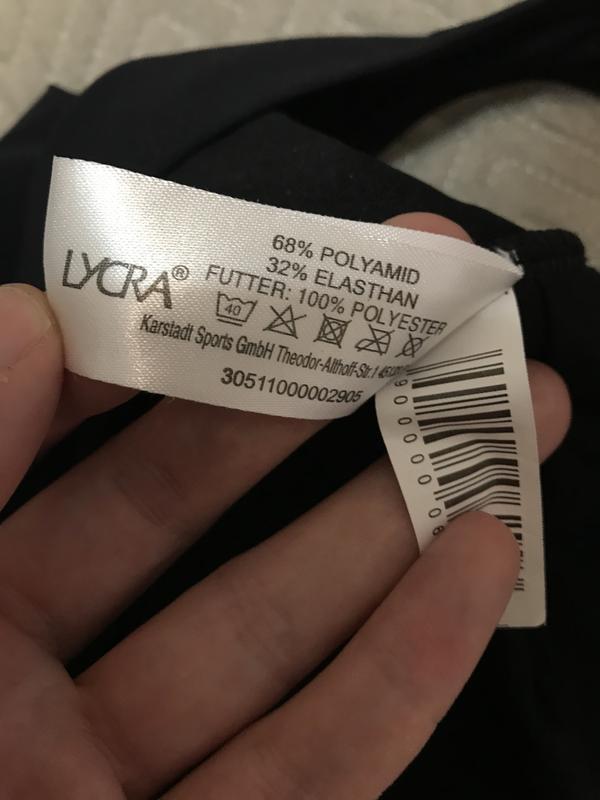 LYCRA®
68% POLYAMID
32% ELASTHAN
FUTTER: 100% POLYESTER
40
Karstadt Sports GmbH Theodor-Althoff-Str.
30511000002905